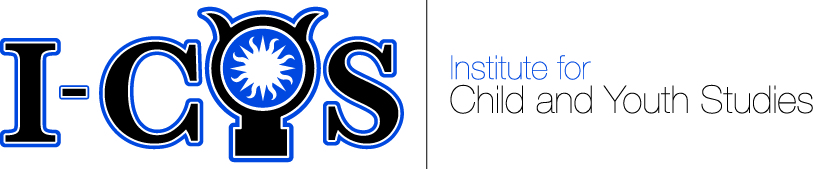 I-CYS
Institute for
Child and Youth Studies